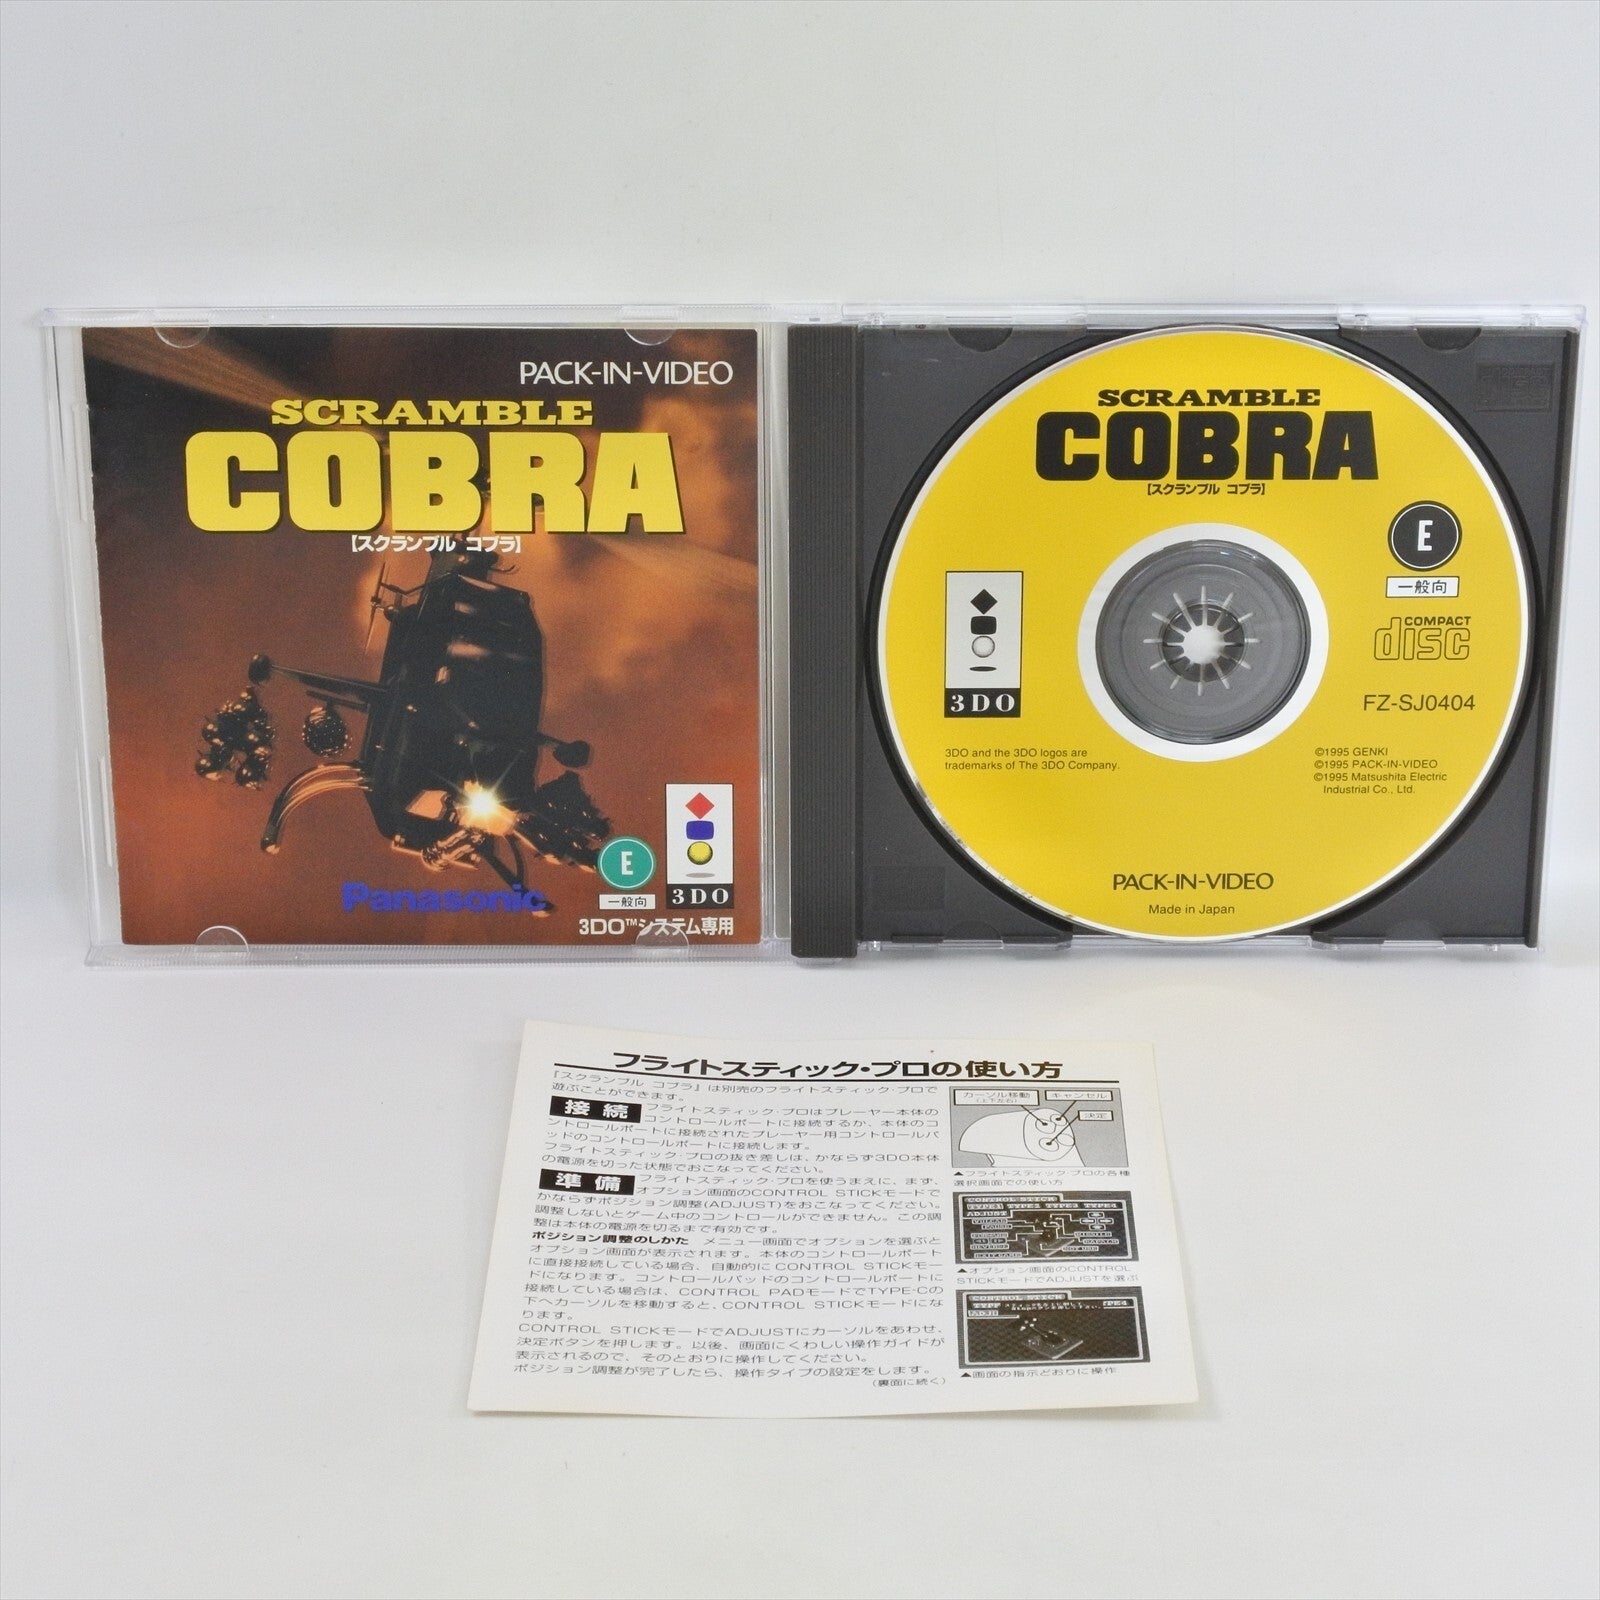 PACK-IN-VIDEO
SCRAMBLE
COBRA
[スクランブル コブラ]
E
一般向
3DO
Panasonic
3DO™システム専用
SCRAMBLE
COBRA
[スクランブル コブラ]
E
一般向
COMPACT
disc
3DO
FZ-SJ0404
3DO and the 3DO logos are
trademarks of The 3DO Company.
©1995 GENKI
©1995 PACK-IN-VIDEO
©1995 Matsushita Electric
Industrial Co., Ltd.
PACK-IN-VIDEO
Made in Japan
フライトスティック・プロの使い方
『スクランブル コブラ』は別売のフライトスティック・プロで
遊ぶことができます。
接続 フライトスティック・プロはプレーヤー本体の
コントロールポートに接続するか、本体のコ
ントロールポートに接続されたプレーヤー用コントロールパ
ッドのコントロールポートに接続します。
フライトスティック・プロの抜き差しは、かならず3DO本体
の電源を切った状態でおこなってください。
準備 フライトスティック・プロを使うまえに、まず、
オプション画面のCONTROL STICKモードで
かならずポジション調整(ADJUST)をおこなってください。
調整しないとゲーム中のコントロールができません。この調
整は本体の電源を切るまで有効です。
ポジション調整のしかた メニュー画面でオプションを選ぶと
オプション画面が表示されます。本体のコントロールポート
に直接接続している場合、自動的にCONTROL STICKモー
ドになります。コントロールパッドのコントロールポートに
接続している場合は、CONTROL PADモードでTYPE-Cの
下へカーソルを移動すると、CONTROL STICKモードにな
ります。
CONTROL STICKモードでADJUSTにカーソルをあわせ、
決定ボタンを押します。以後、画面にくわしい操作ガイドが
表示されるので、そのとおりに操作してください。
ポジション調整が完了したら、操作タイプの設定をします。
(裏面に続く)
カーソル移動
(上下左右)
キャンセル
決定
▲フライトスティック・プロの各種
選択画面での使い方
CONTROL STICK
▲オプション画面のCONTROL
STICKモードでADJUSTを選ぶ
CONTROL STICK
▲画面の指示どおりに操作